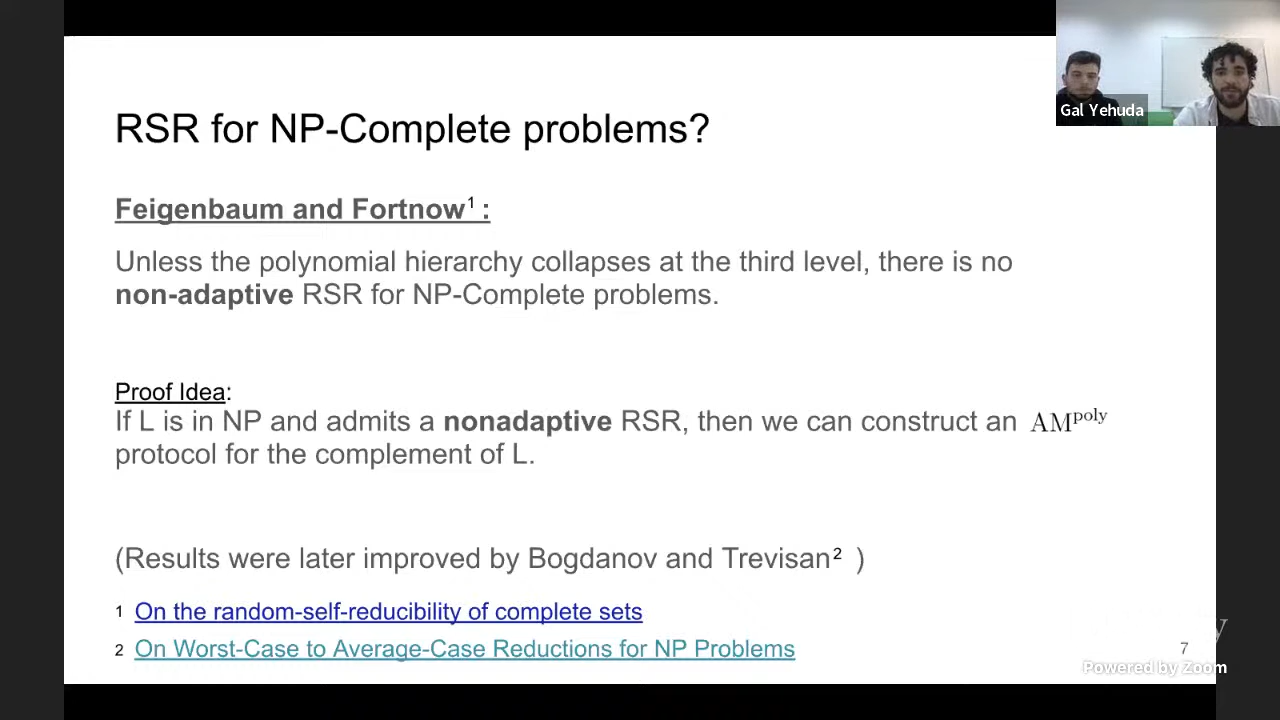 Gal Yehuda
RSR for NP-Complete problems?
Feigenbaum and Fortnow¹ :
Unless the polynomial hierarchy collapses at the third level, there is no
non-adaptive RSR for NP-Complete problems.
Proof Idea:
If L is in NP and admits a nonadaptive RSR, then we can construct an AM^poly
protocol for the complement of L.
(Results were later improved by Bogdanov and Trevisan² )
1 On the random-self-reducibility of complete sets
2 On Worst-Case to Average-Case Reductions for NP Problems
7
Powered by Zoom